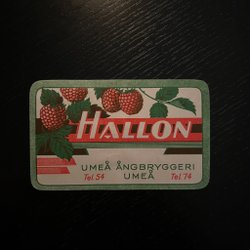 HALLON
UMEÅ ÅNGBRYGGERI
Tel. 54 UMEÅ Tel. 74